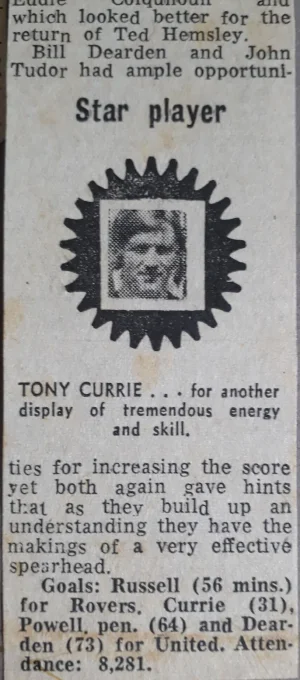 Eddie Colquhoun and
which looked better for the
return of Ted Hemsley.
Bill Dearden and John
Tudor had ample opportuni-
Star player
TONY CURRIE . . . for another
display of tremendous energy
and skill.
ties for increasing the score
yet both again gave hints
that as they build up an
understanding they have the
makings of a very effective
spearhead.
Goals: Russell (56 mins.)
for Rovers. Currie (31),
Powell, pen. (64) and Dear-
den (73) for United. Atten-
dance: 8,281.